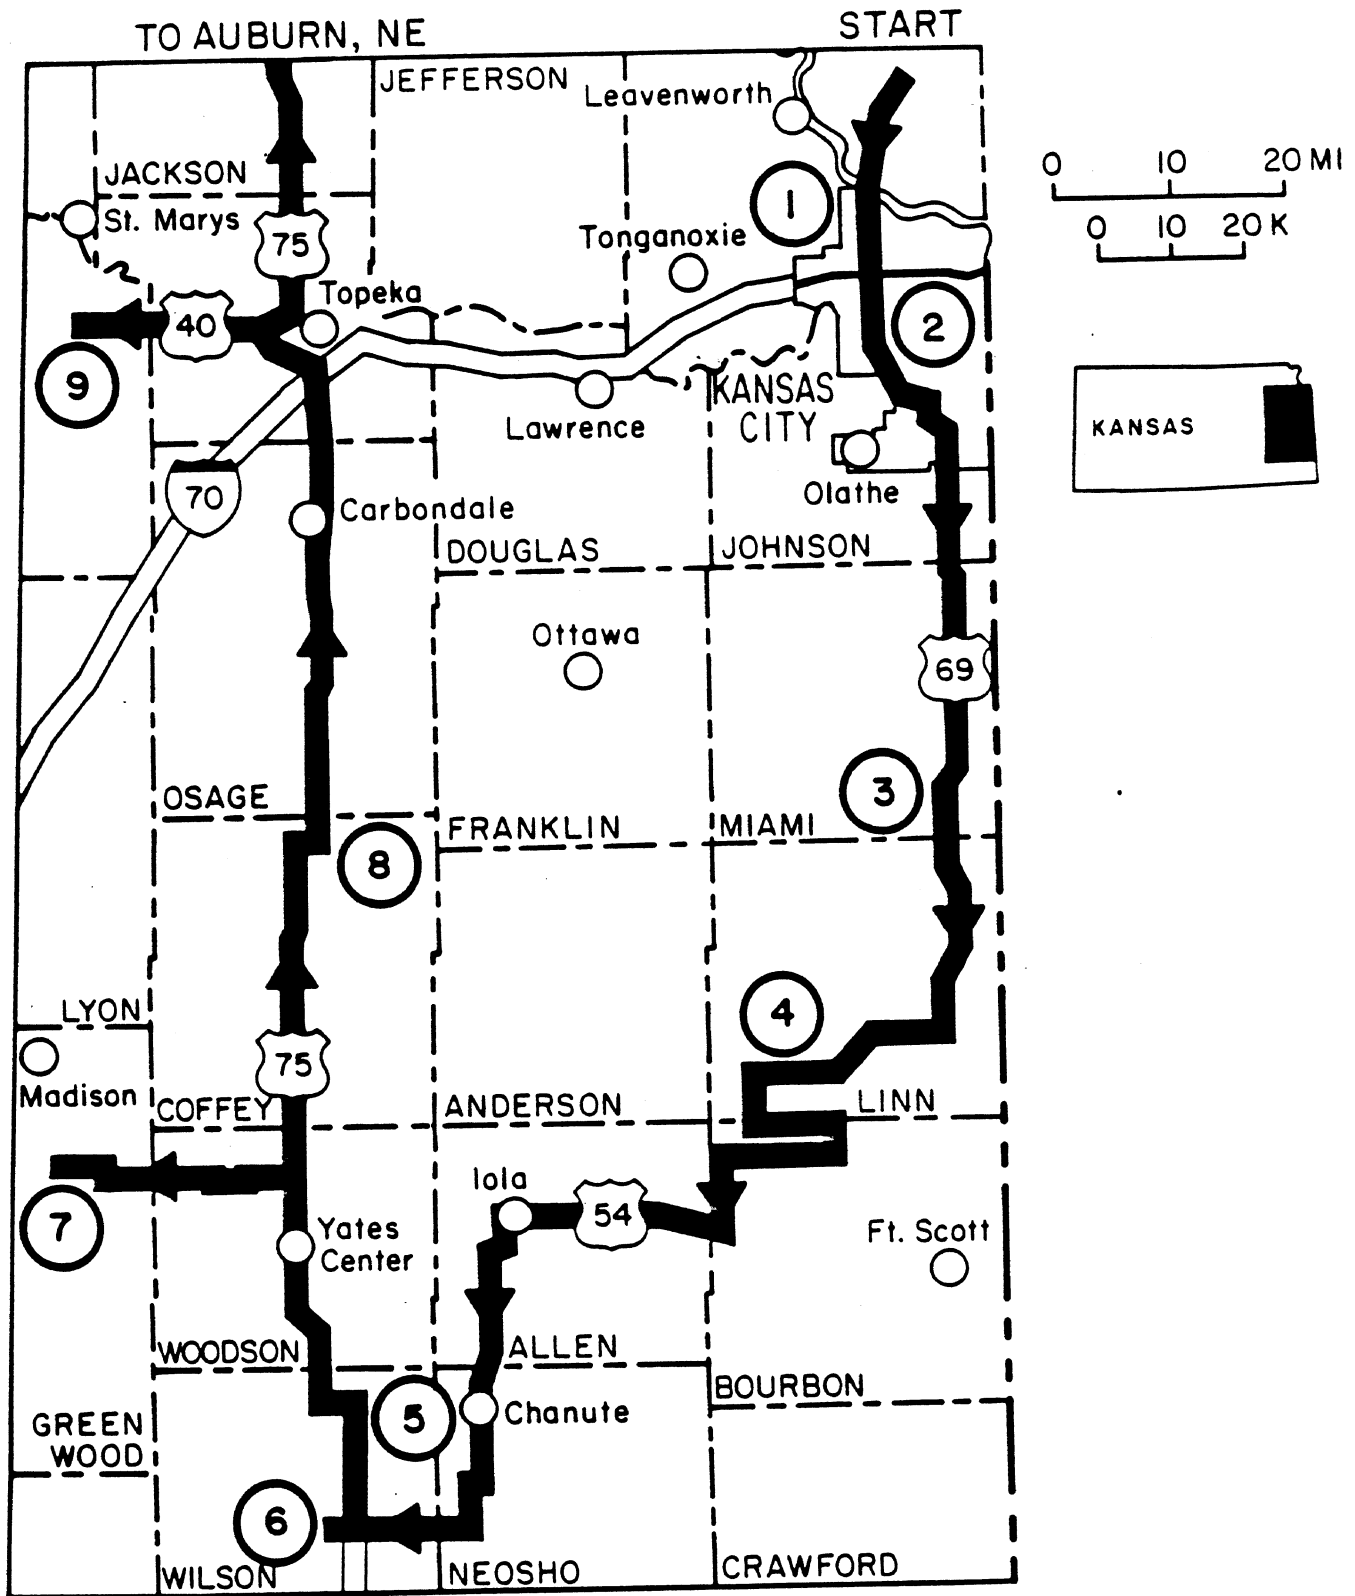 TO AUBURN, NE
START
JEFFERSON
Leavenworth
0 10 20 MI
JACKSON
1
St. Marys
75
Tonganoxie
0 10 20 K
Topeka
40
2
9
KANSAS
CITY
Lawrence
KANSAS
70
Olathe
Carbondale
DOUGLAS
JOHNSON
Ottawa
69
3
OSAGE
FRANKLIN
MIAMI
8
LYON
4
75
Madison
COFFEY
ANDERSON
LINN
Iola
54
7
Yates
Center
Ft. Scott
WOODSON
ALLEN
BOURBON
5
Chanute
GREEN
WOOD
6
WILSON
NEOSHO
CRAWFORD